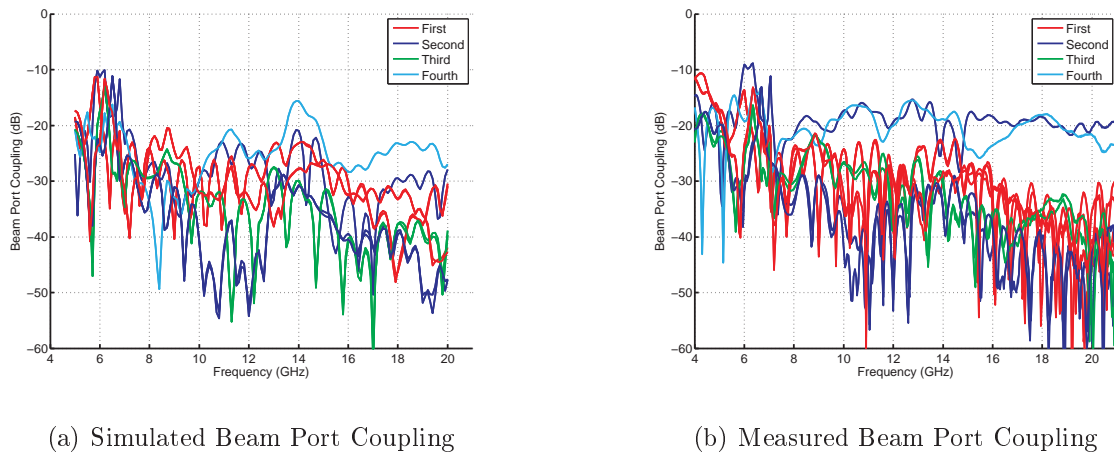 0
−10
−20
−30
−40
−50
−60
4
6
8
10
12
14
16
18
20
Beam Port Coupling (dB)
Frequency (GHz)
First
Second
Third
Fourth
(a) Simulated Beam Port Coupling
0
−10
−20
−30
−40
−50
−60
4
6
8
10
12
14
16
18
20
Beam Port Coupling (dB)
Frequency (GHz)
First
Second
Third
Fourth
(b) Measured Beam Port Coupling